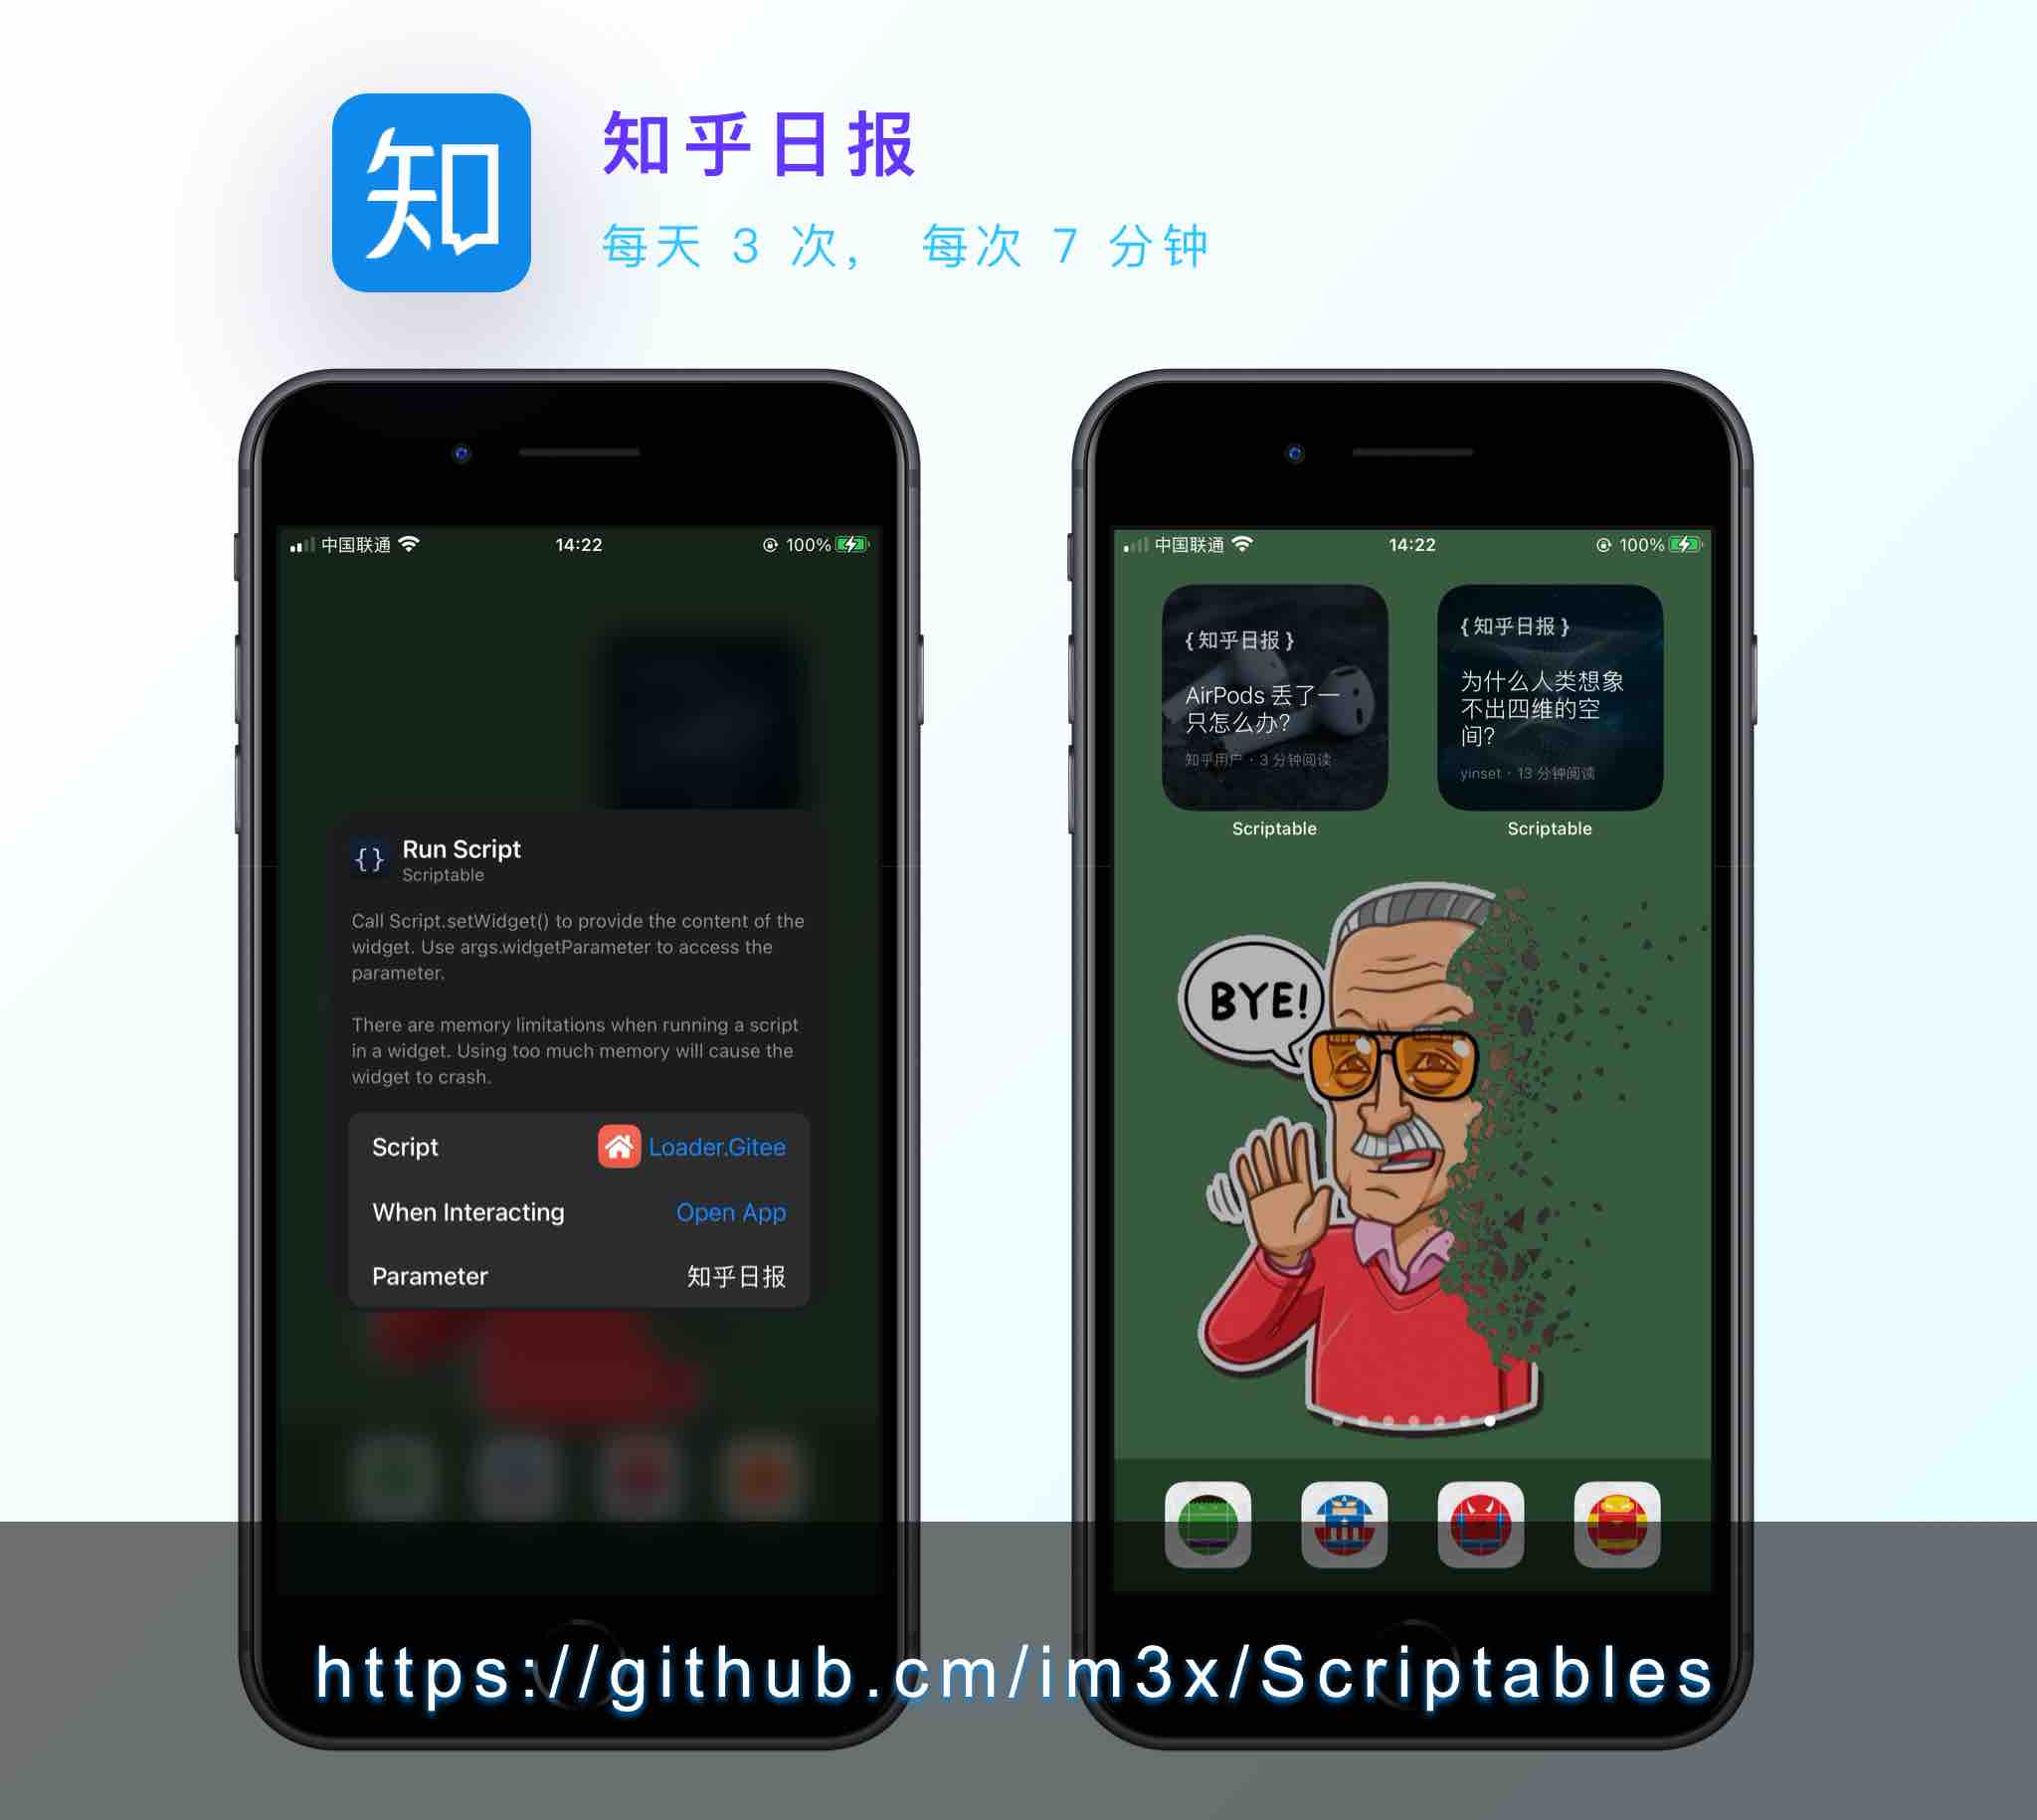 知
知乎日报
每天 3 次， 每次 7 分钟
中国联通
14:22
100%
Run Script
Scriptable
Call Script.setWidget() to provide the content of the
widget. Use args.widgetParameter to access the
parameter.
There are memory limitations when running a script
in a widget. Using too much memory will cause the
widget to crash.
Script
Loader.Gitee
When Interacting
Open App
Parameter
知乎日报
中国联通
14:22
100%
{ 知乎日报 }
AirPods 丢了一
只怎么办?
知乎用户 · 3 分钟阅读
Scriptable
{ 知乎日报 }
为什么人类想象
不出四维的空
间?
yinset · 13 分钟阅读
Scriptable
BYE!
https://github.cm/im3x/Scriptables